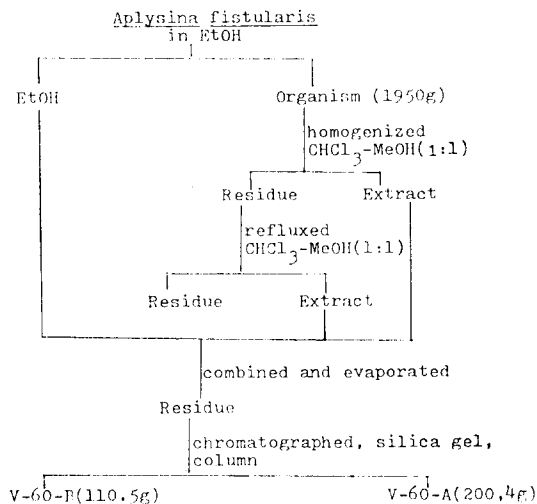 Aplysina fistularis
in EtOH
EtOH
Organism (1950g)
homogenized
CHCl3-MeOH(1:1)
Residue
Extract
refluxed
CHCl3-MeOH(1:1)
Residue
Extract
combined and evaporated
Residue
chromatographed, silica gel,
column
V-60-B(110,5g)
V-60-A(200,4g)